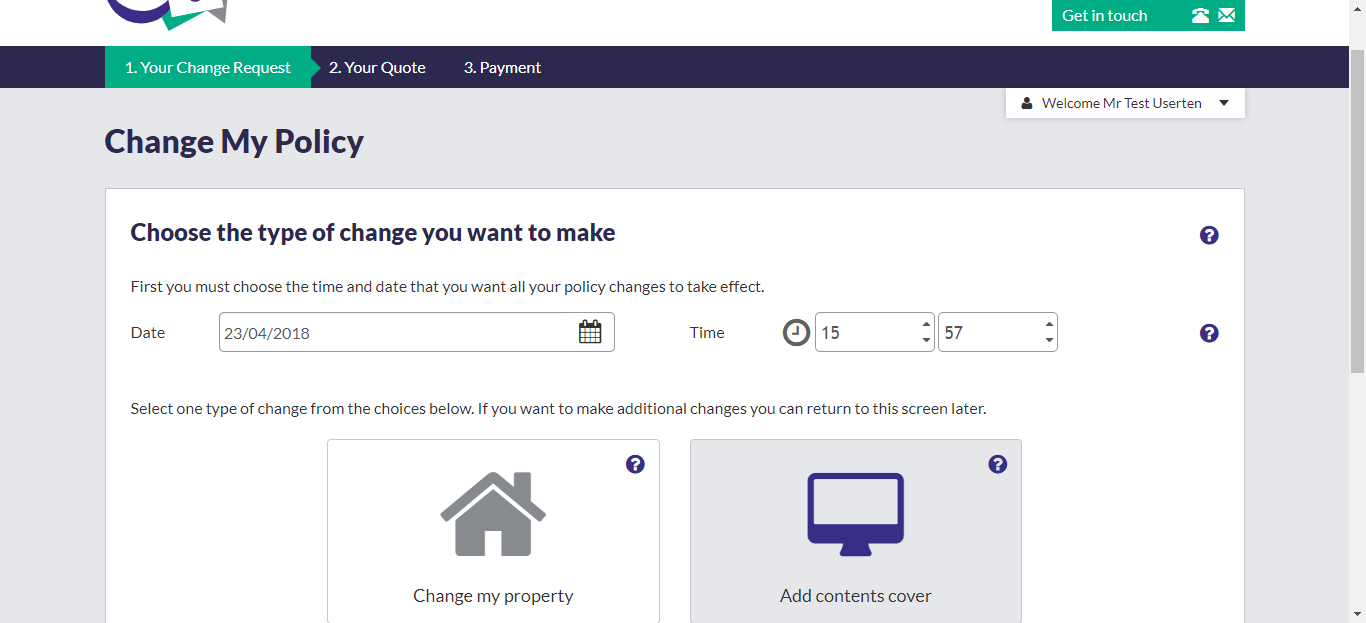 Get in touch
1. Your Change Request
2. Your Quote
3. Payment
Welcome Mr Test Userten
Change My Policy
Choose the type of change you want to make
?
First you must choose the time and date that you want all your policy changes to take effect.
Date
23/04/2018
Time
15
57
?
Select one type of change from the choices below. If you want to make additional changes you can return to this screen later.
?
Change my property
?
Add contents cover